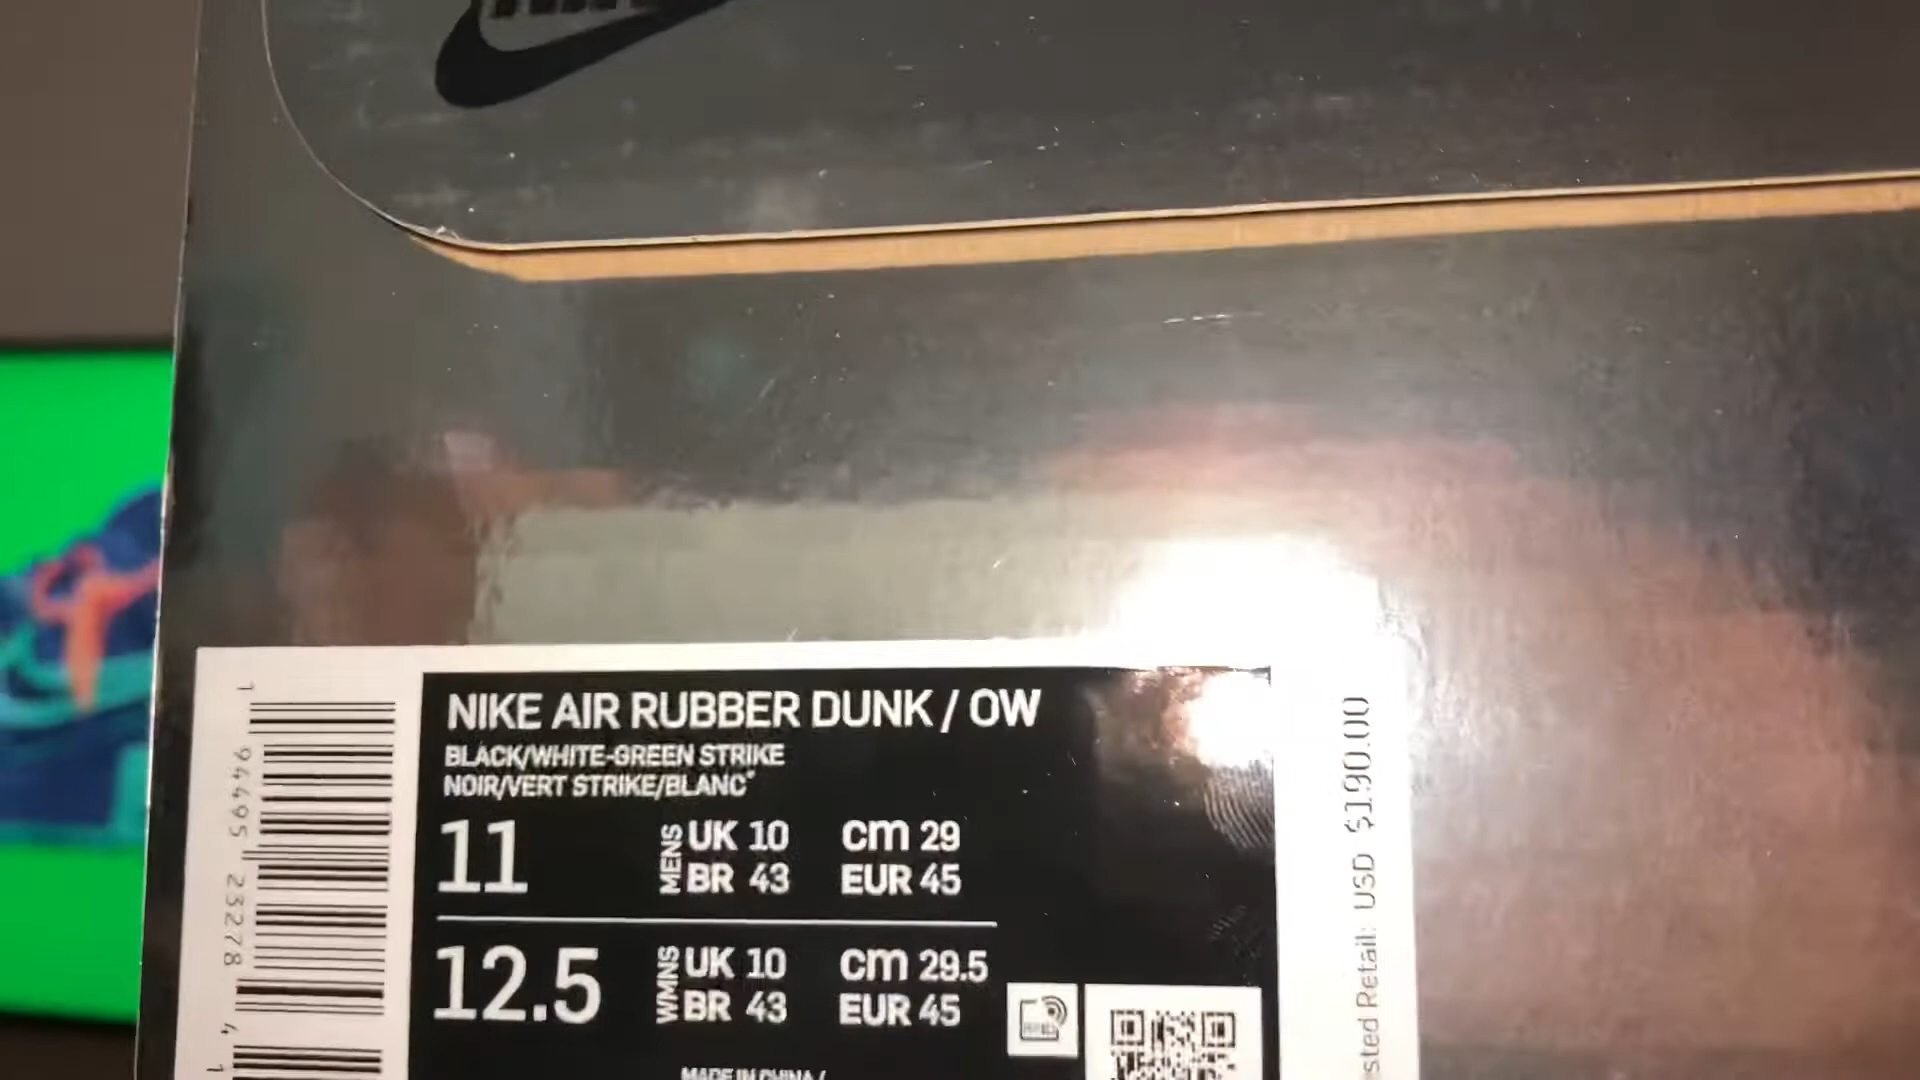 NIKE AIR RUBBER DUNK / OW
BLACK/WHITE-GREEN STRIKE
NOIR/VERT STRIKE/BLANC
11
MENS
UK 10
cm 29
BR 43
EUR 45
12.5
WMNS
UK 10
cm 29.5
BR 43
EUR 45
MADE IN CHINA /
1 94495 23278 4
USD $190.00
Retail: